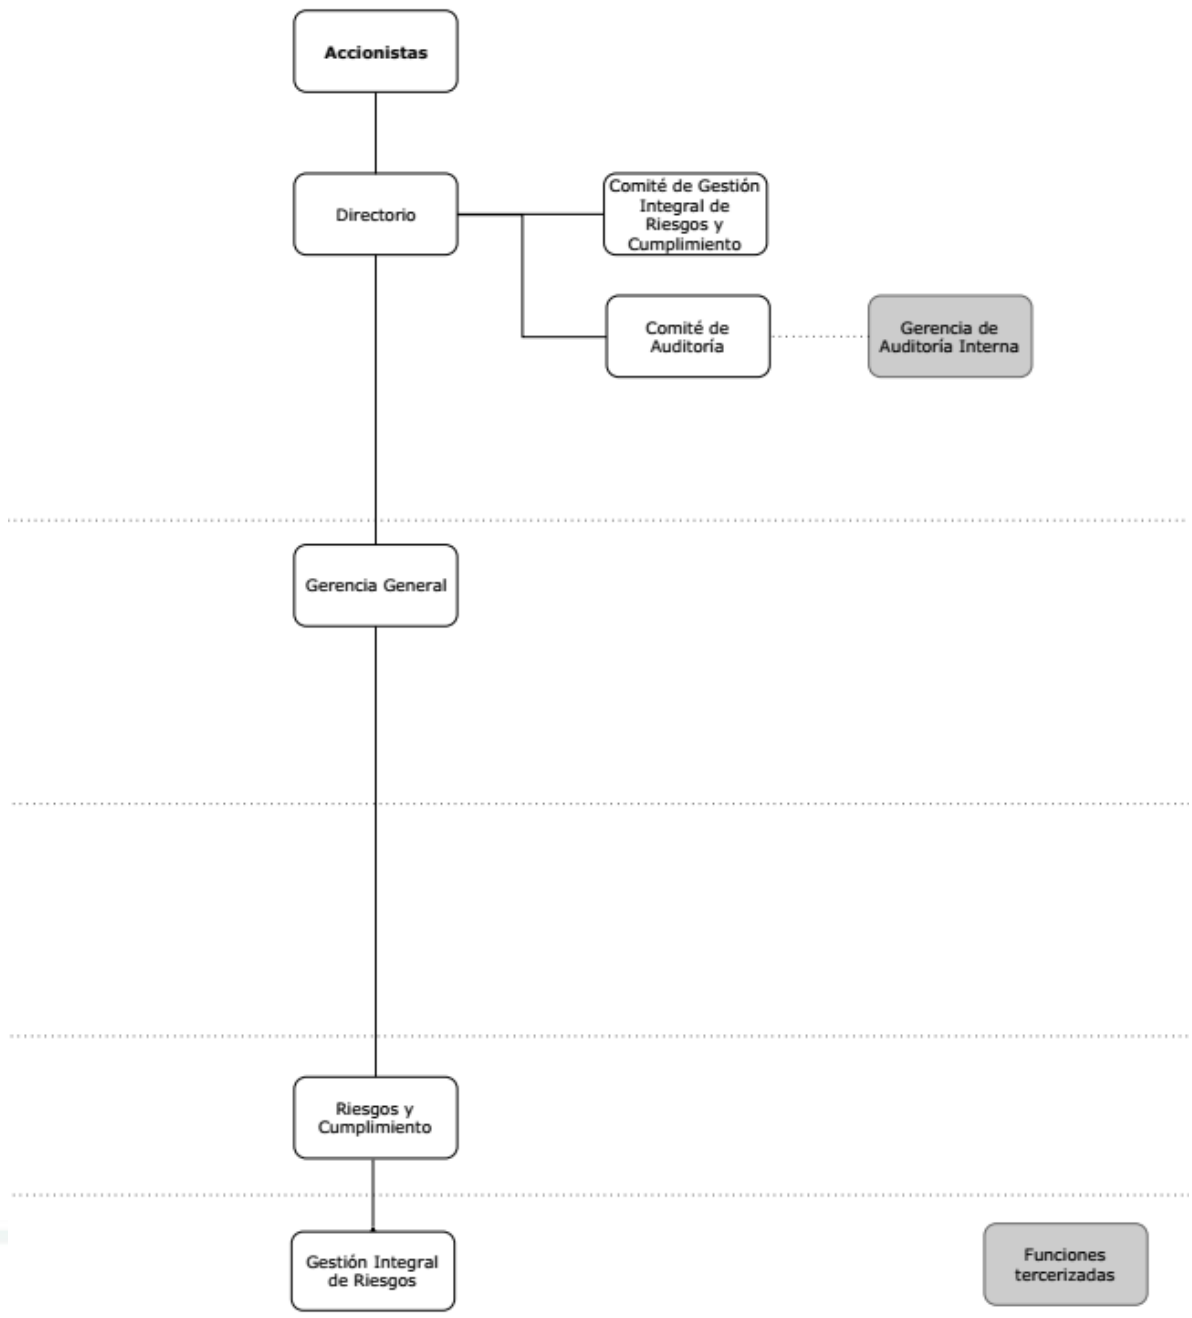 Accionistas
Directorio
Comité de Gestión
Integral de
Riesgos y
Cumplimiento
Comité de
Auditoría
Gerencia de
Auditoría Interna
Gerencia General
Riesgos y
Cumplimiento
Gestión Integral
de Riesgos
Funciones
tercerizadas